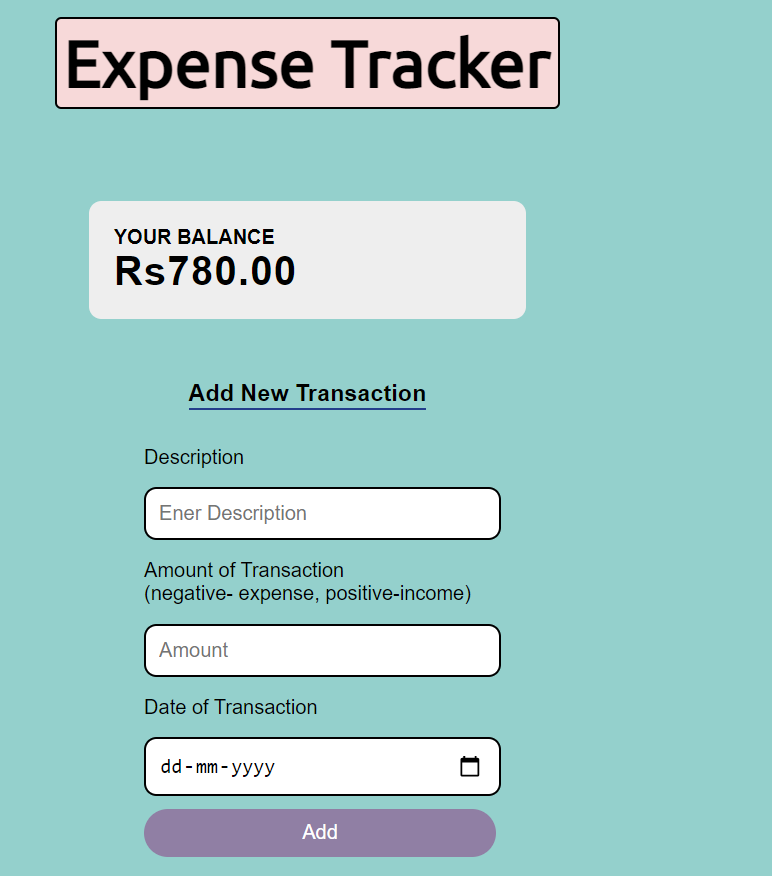 Expense Tracker
YOUR BALANCE
Rs780.00
Add New Transaction
Description
Ener Description
Amount of Transaction
(negative- expense, positive-income)
Amount
Date of Transaction
dd-mm-yyyy
Add